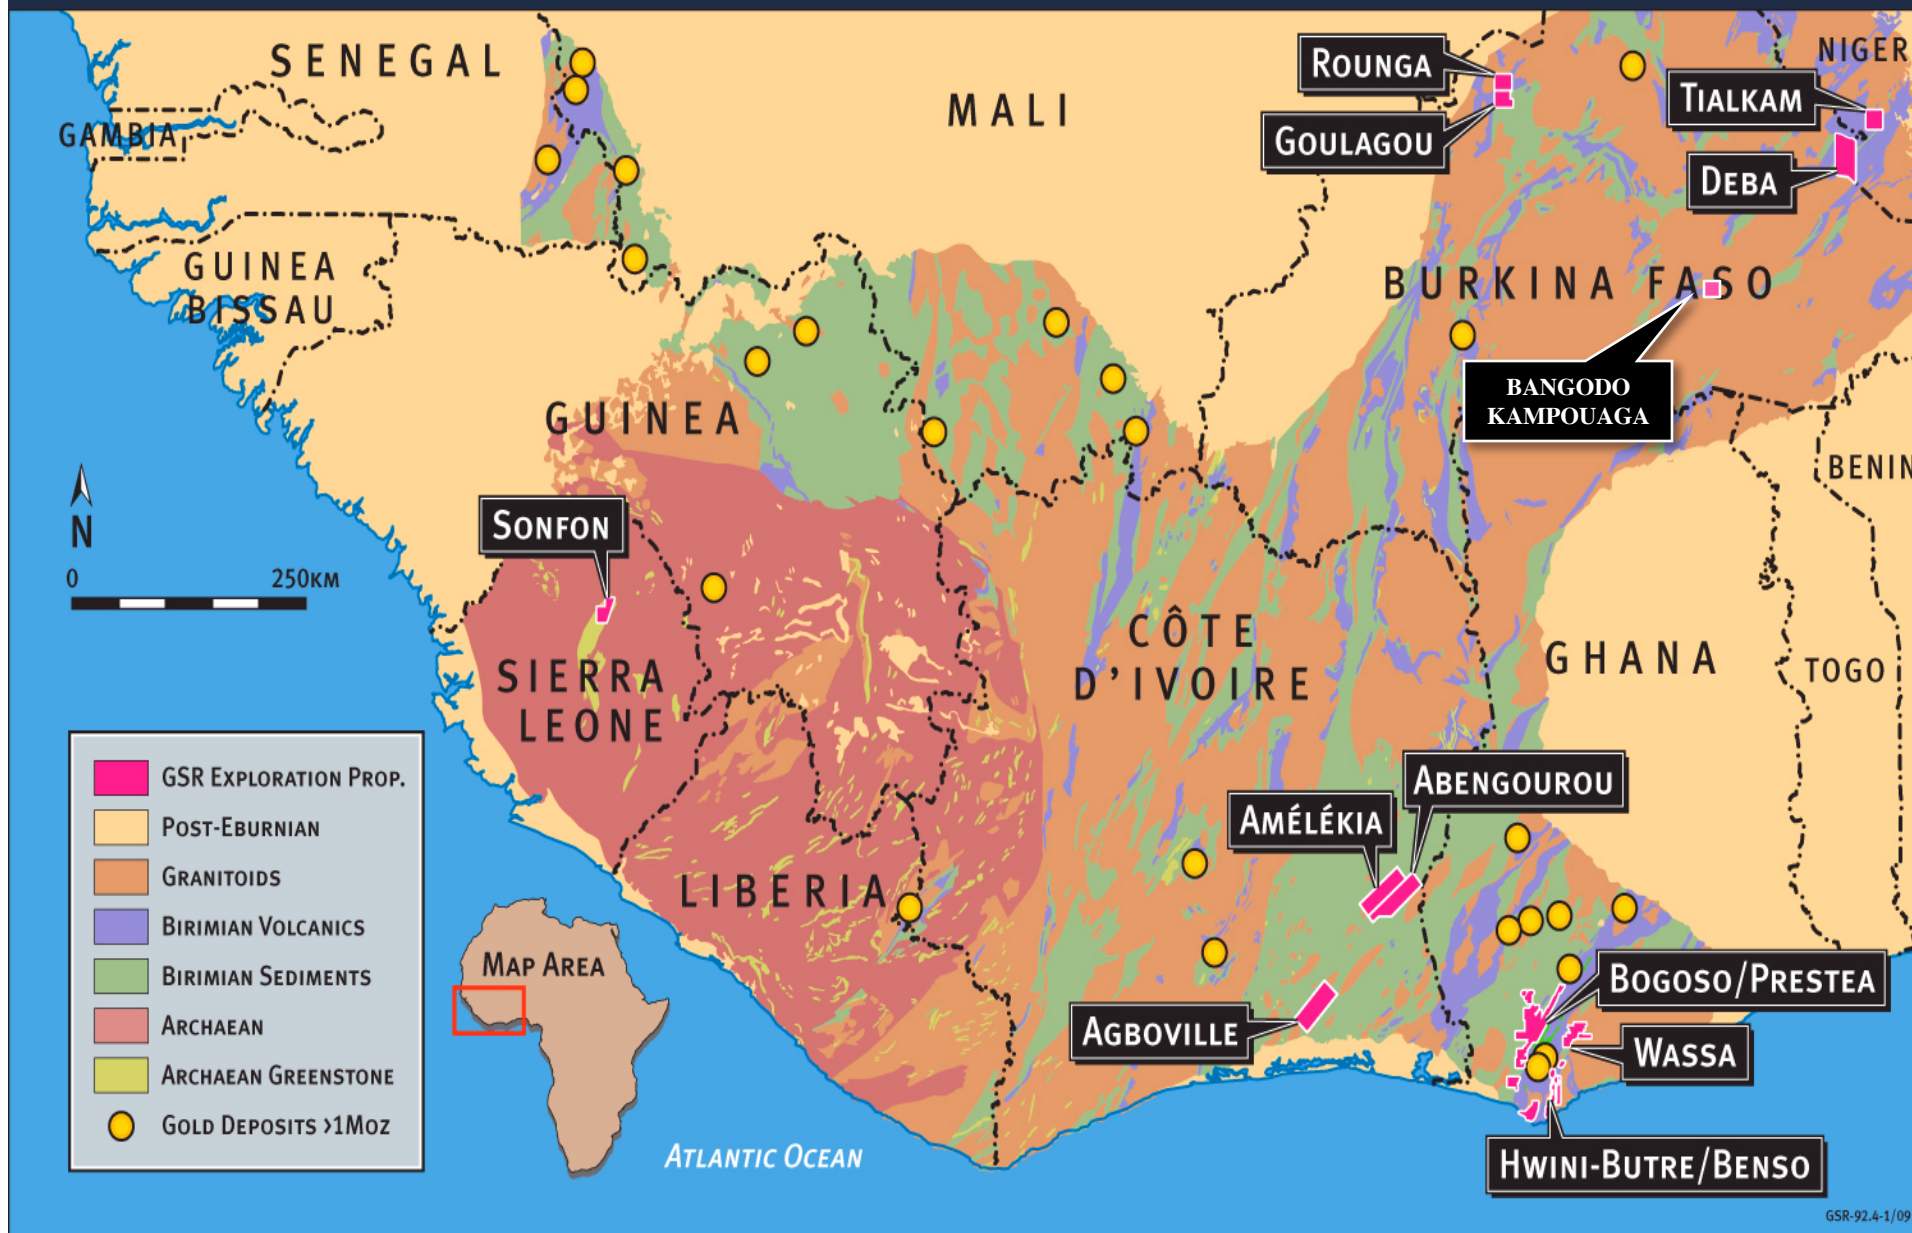 SENEGAL
MALI
NIGER
ROUNGA
GOULAGOU
TIALKAM
DEBA
GAMBIA
GUINEA
BISSAU
BURKINA FASO
BANGODO
KAMPOUAGA
GUINEA
BENIN
N
0 250KM
SONFON
SIERRA
LEONE
CÔTE
D'IVOIRE
GHANA
TOGO
ABENGOUROU
AMÉLÉKIA
LIBERIA
AGBOVILLE
BOGOSO/PRESTEA
WASSA
HWINI-BUTRE/BENSO
GSR EXPLORATION PROP.
POST-EBURNIAN
GRANITOIDS
BIRIMIAN VOLCANICS
BIRIMIAN SEDIMENTS
ARCHAEAN
ARCHAEAN GREENSTONE
GOLD DEPOSITS >1MOZ
MAP AREA
ATLANTIC OCEAN
GSR-92.4-1/09